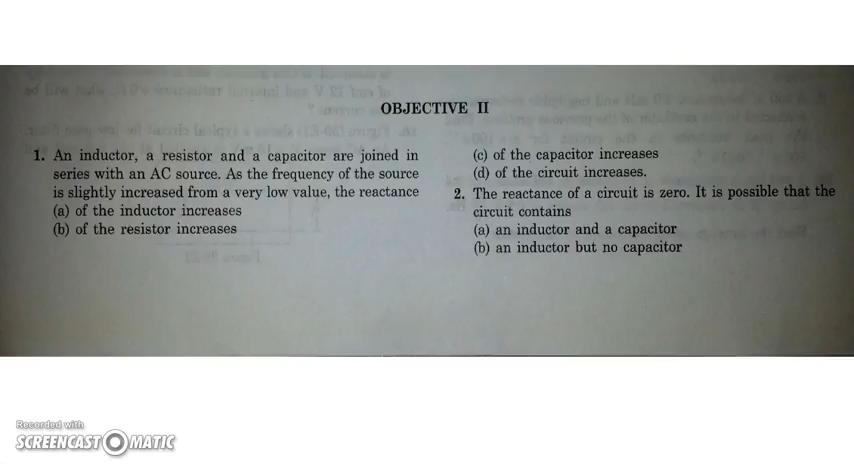 OBJECTIVE II
1. An inductor, a resistor and a capacitor are joined in
series with an AC source. As the frequency of the source
is slightly increased from a very low value, the reactance
(a) of the inductor increases
(b) of the resistor increases
(c) of the capacitor increases
(d) of the circuit increases.
2. The reactance of a circuit is zero. It is possible that the
circuit contains
(a) an inductor and a capacitor
(b) an inductor but no capacitor
Recorded with
SCREENCAST MATIC